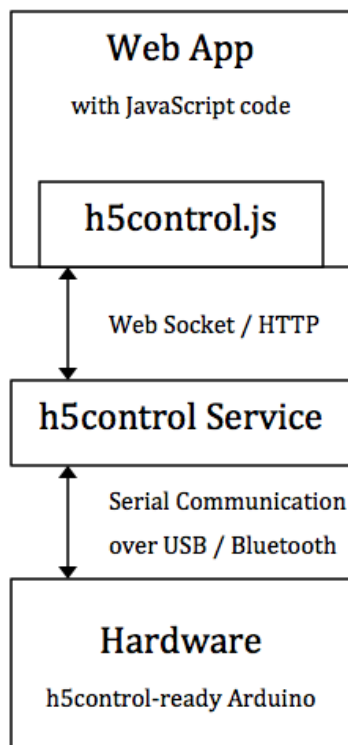 Web App
with JavaScript code
h5control.js
Web Socket / HTTP
h5control Service
Serial Communication
over USB / Bluetooth
Hardware
h5control-ready Arduino